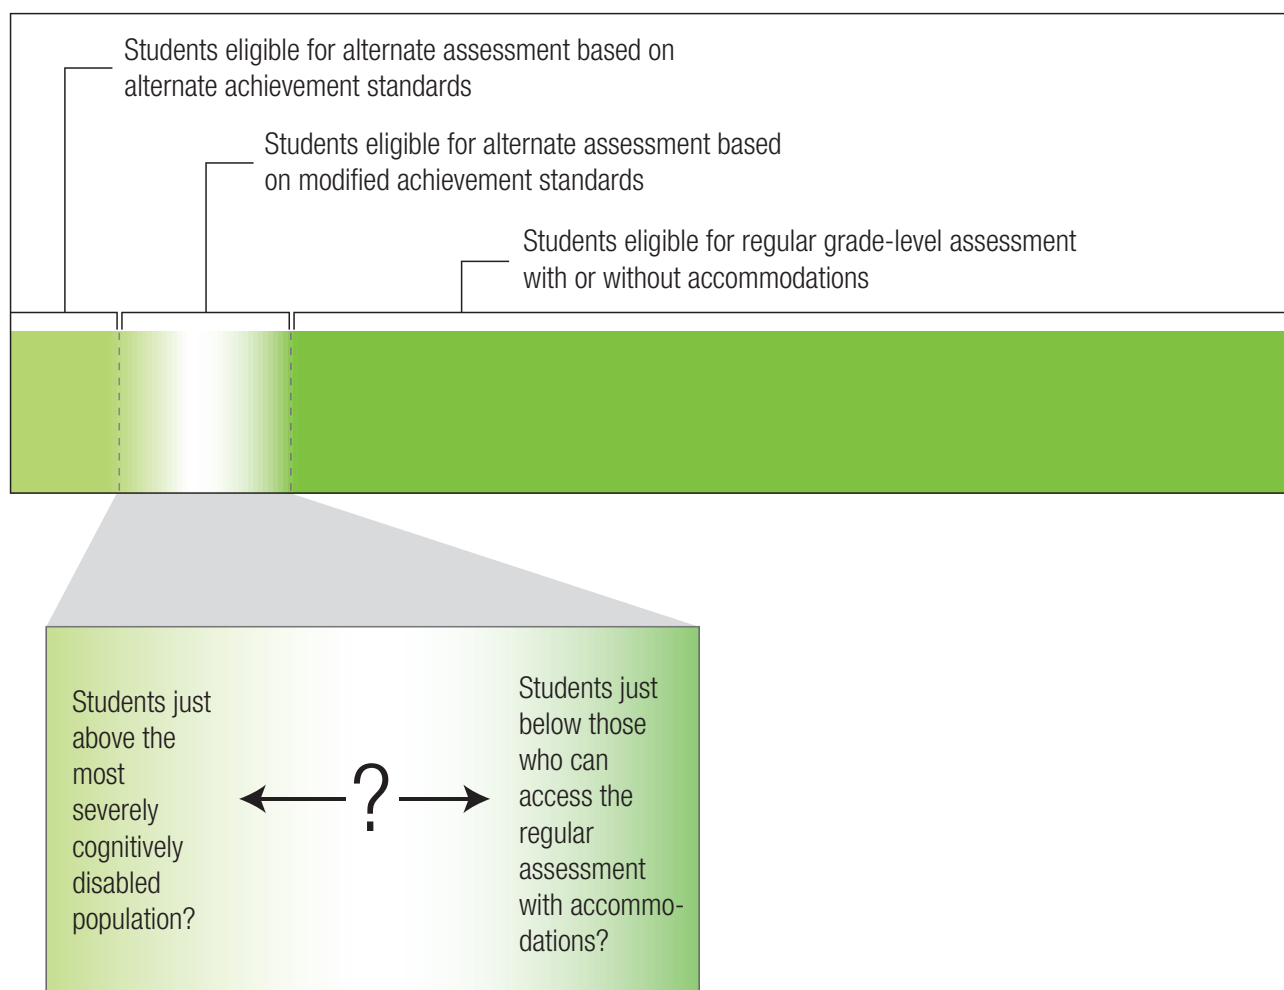 Students eligible for alternate assessment based on
alternate achievement standards
Students eligible for alternate assessment based
on modified achievement standards
Students eligible for regular grade-level assessment
with or without accommodations
Students just
above the
most
severely
cognitively
disabled
population?
?
Students just
below those
who can
access the
regular
assessment
with accommo-
dations?